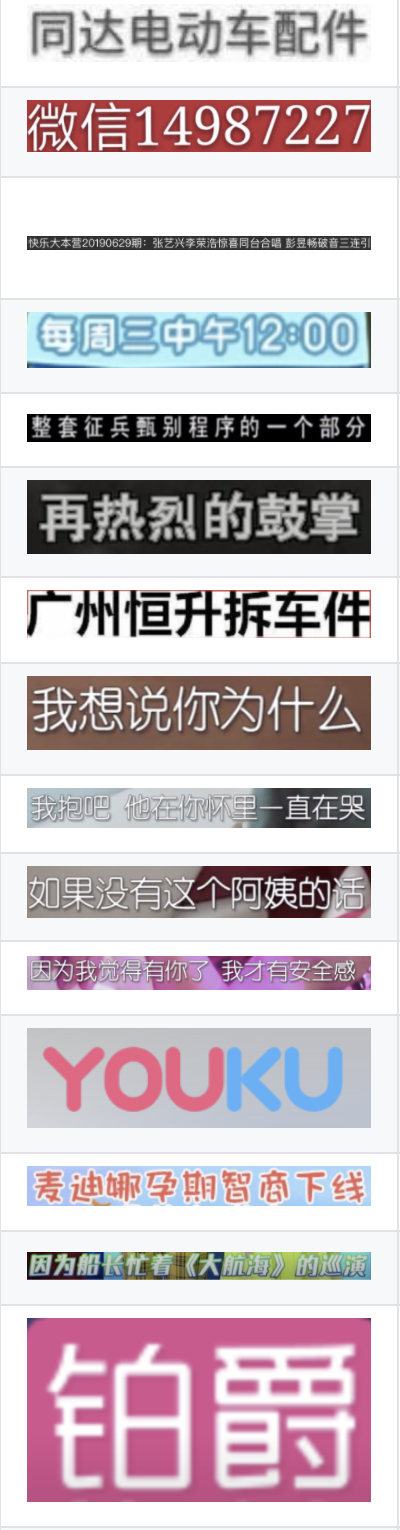 同达电动车配件
微信14987227
快乐大本营20190629期：张艺兴李荣浩惊喜同台合唱 彭昱畅破音三连引
每周三中午12:00
整套征兵甄别程序的一个部分
再热烈的鼓掌
广州恒升拆车件
我想说你为什么
我抱吧 他在你怀里一直在哭
如果没有这个阿姨的话
因为我觉得有你了 我才有安全感
YOUKU
麦迪娜孕期智商下线
因为船长忙着《大航海》的巡演
铂爵